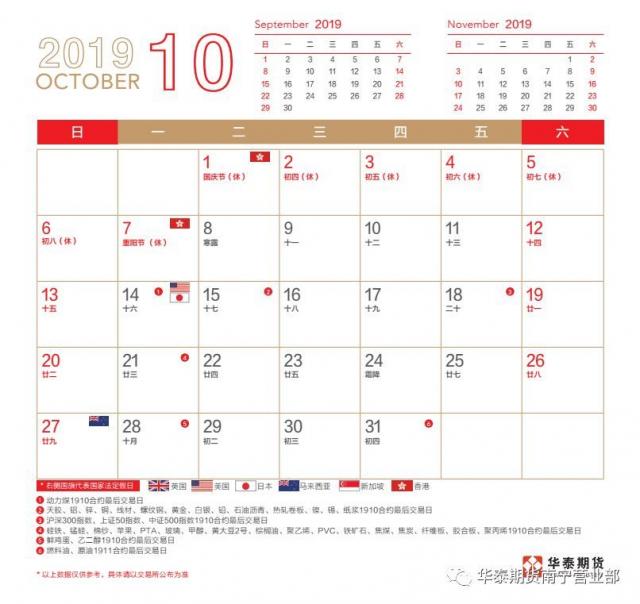 2019
OCTOBER
10
September 2019
日 一 二 三 四 五 六
1 2 3 4 5 6 7
8 9 10 11 12 13 14
15 16 17 18 19 20 21
22 23 24 25 26 27 28
29 30
November 2019
日 一 二 三 四 五 六
1 2
3 4 5 6 7 8 9
10 11 12 13 14 15 16
17 18 19 20 21 22 23
24 25 26 27 28 29 30
日 一 二 三 四 五 六
1 2 3 4 5
国庆节（休） 初四（休） 初五（休） 初六（休） 初七（休）
6 7 8 9 10 11 12
初八（休） 重阳节（休） 寒露 十一 十二 十三 十四
13 14 1 15 2 16 17 18 3 19
十五 十六 十七 十八 十九 二十 廿一
20 21 4 22 23 24 25 26
廿二 廿三 廿四 廿五 霜降 廿七 廿八
27 28 5 29 30 31 6
廿九 十月 初二 初三 初四
* 右侧国旗代表国家法定假日 英国 美国 日本 马来西亚 新加坡 香港
1 动力煤1910合约最后交易日
2 天胶、铝、锌、铜、线材、螺纹钢、黄金、白银、铅、石油沥青、热轧卷板、镍、锡、纸浆1910合约最后交易日
3 沪深300指数、上证50指数、中证500指数1910合约最后交易日
4 硅铁、锰硅、棉纱、苹果、PTA、玻璃、甲醇、黄大豆2号、棕榈油、聚乙烯、PVC、铁矿石、焦煤、焦炭、纤维板、胶合板、聚丙烯1910合约最后交易日
5 鲜鸡蛋、乙二醇1910合约最后交易日
6 燃料油、原油1911合约最后交易日
* 以上数据仅供参考，具体请以交易所公布为准
华泰期货
华泰期货南宁营业部